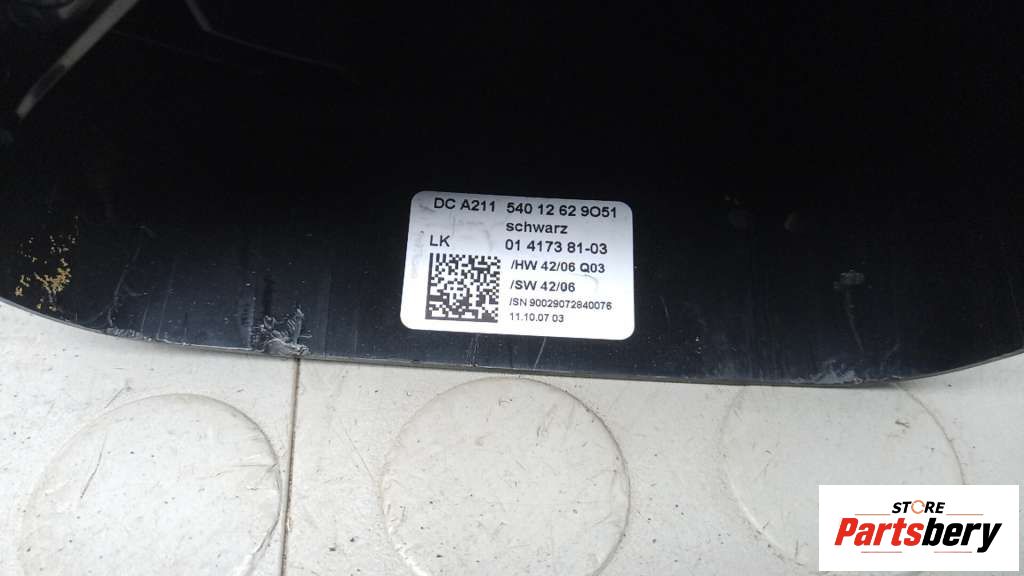 DC A211 540 12 62 9O51
schwarz
LK 01 4173 81-03
/HW 42/06 Q03
/SW 42/06
/SN 90029072840076
11.10.07 03
STORE
Partsbery